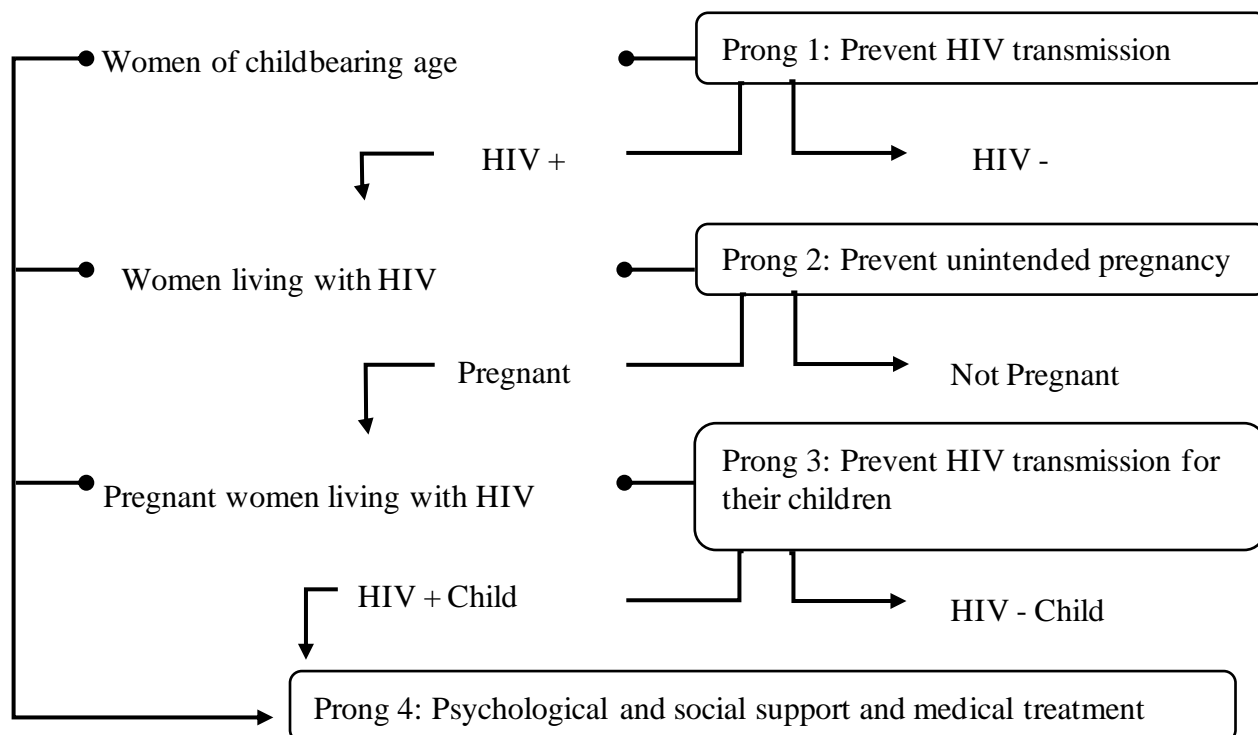 Women of childbearing age
Prong 1: Prevent HIV transmission
HIV +
HIV -
Women living with HIV
Prong 2: Prevent unintended pregnancy
Pregnant
Not Pregnant
Pregnant women living with HIV
Prong 3: Prevent HIV transmission for
their children
HIV + Child
HIV - Child
Prong 4: Psychological and social support and medical treatment